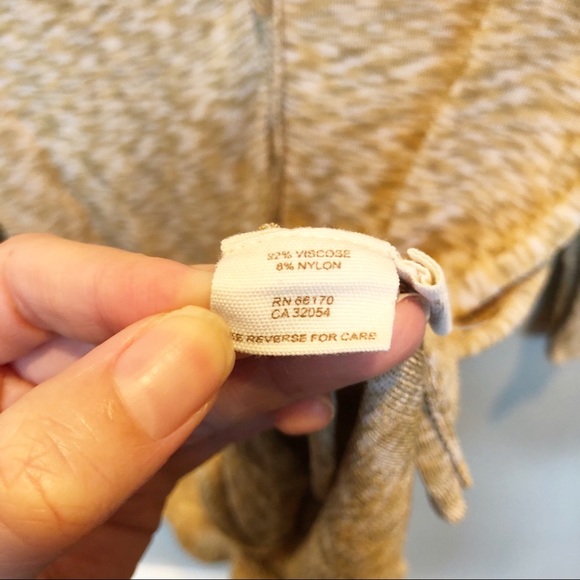 92% VISCOSE
8% NYLON
RN 66170
CA 32054
REVERSE FOR CARE